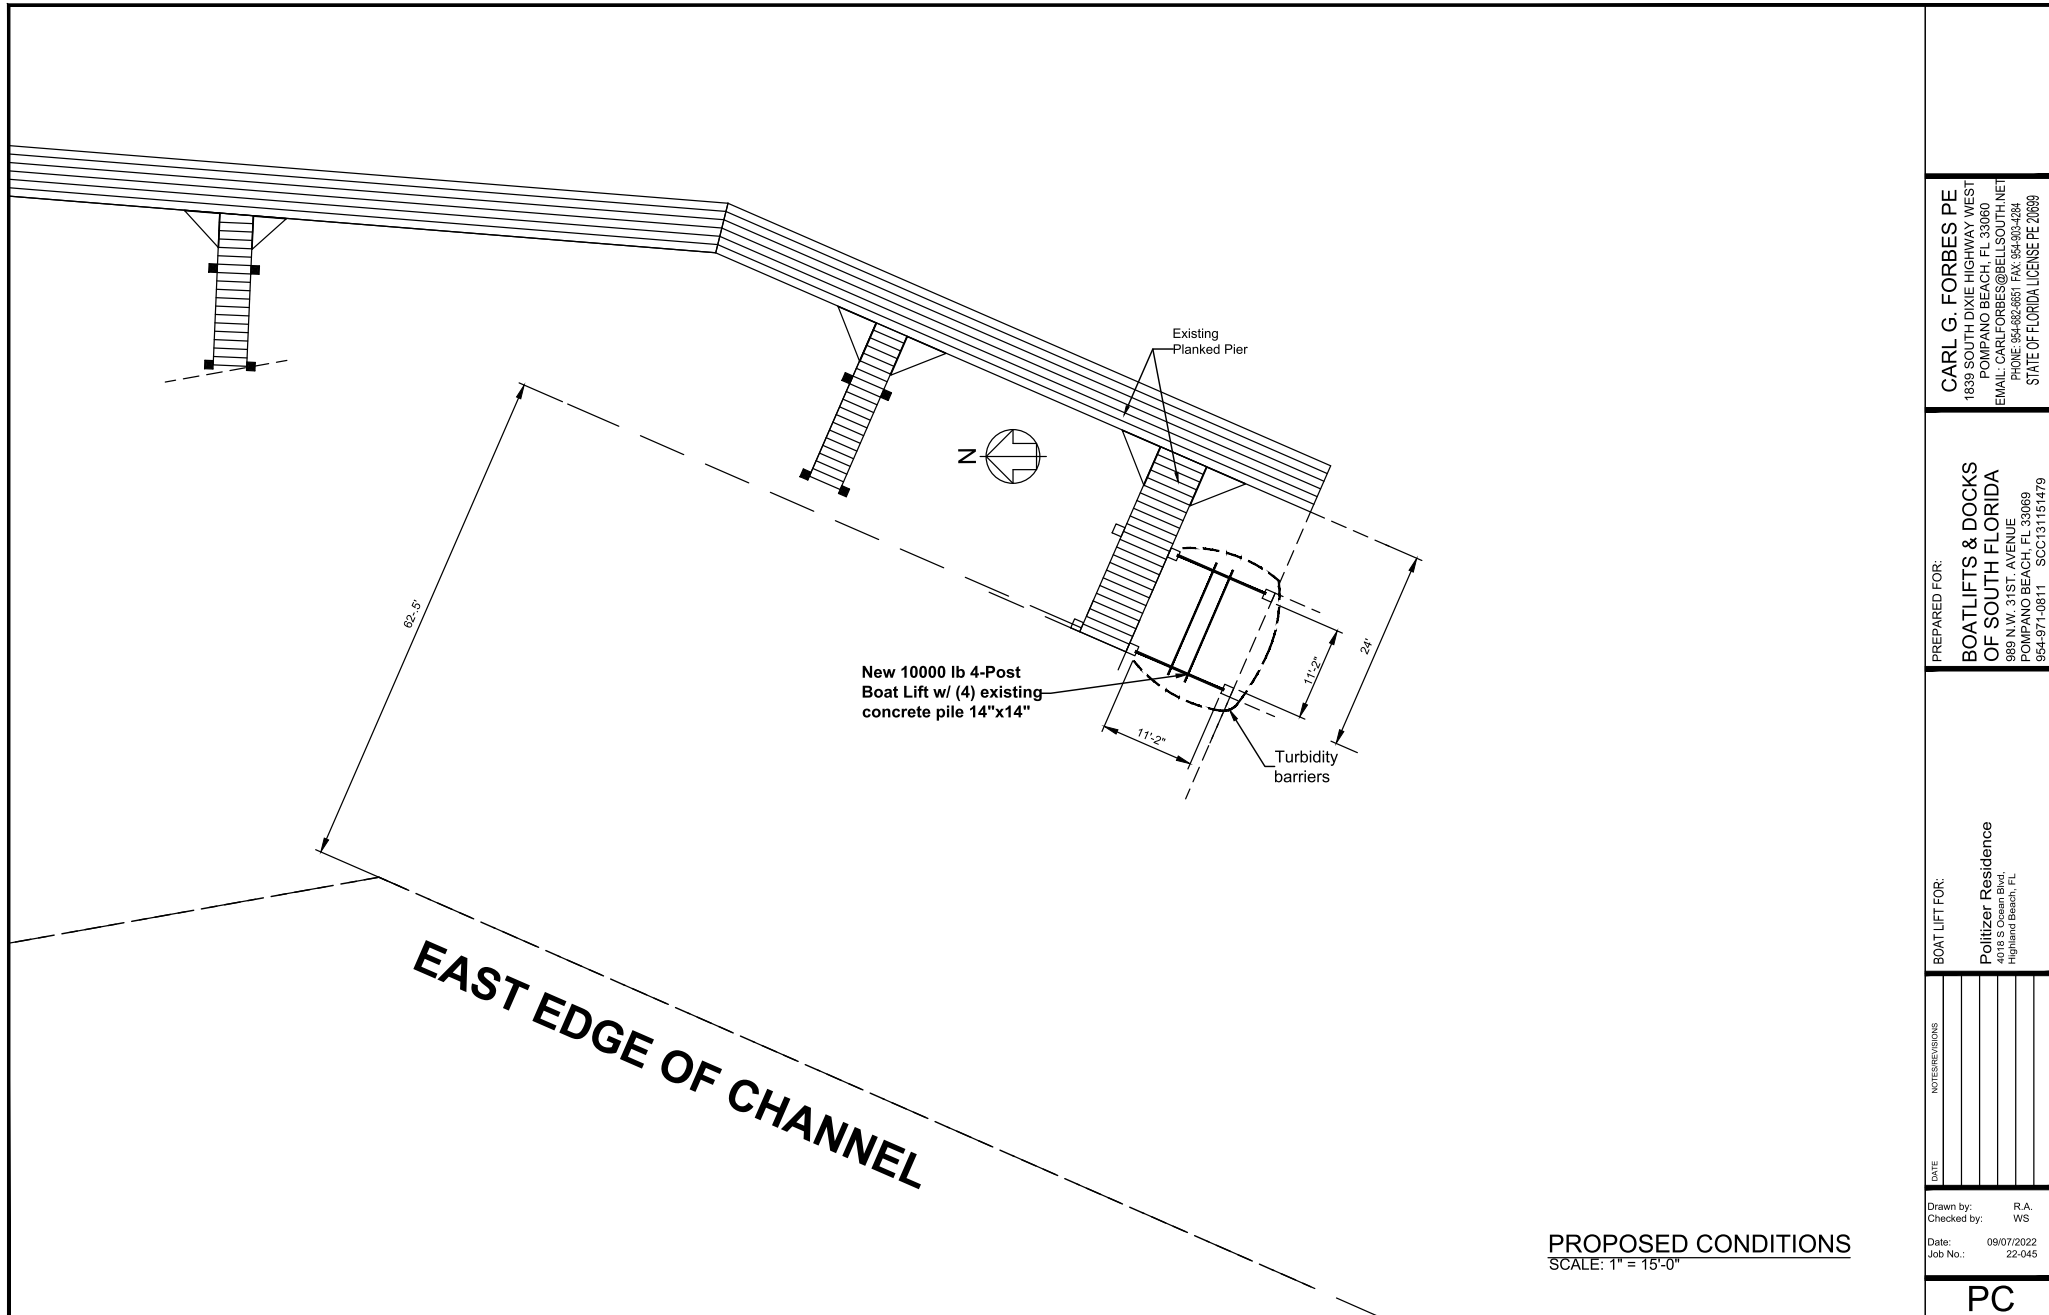 Existing
Planked Pier
N
62-.5'
New 10000 lb 4-Post
Boat Lift w/ (4) existing
concrete pile 14"x14"
11'-2"
24'
11'-2"
Turbidity
barriers
EAST EDGE OF CHANNEL
PROPOSED CONDITIONS
SCALE: 1" = 15'-0"
CARL G. FORBES PE
1839 SOUTH DIXIE HIGHWAY WEST
POMPANO BEACH, FL 33060
EMAIL: CARLFORBES@BELLSOUTH.NET
PHONE: 954-682-6651 FAX: 954-903-4284
STATE OF FLORIDA LICENSE PE 20699
PREPARED FOR:
BOATLIFTS & DOCKS
OF SOUTH FLORIDA
989 N.W. 31ST. AVENUE
POMPANO BEACH, FL 33069
954-971-0811 SCC131151479
BOAT LIFT FOR:
Politizer Residence
4018 S Ocean Blvd,
Highland Beach, FL
DATE NOTES/REVISIONS
Drawn by: R.A.
Checked by: WS
Date: 09/07/2022
Job No.: 22-045
PC